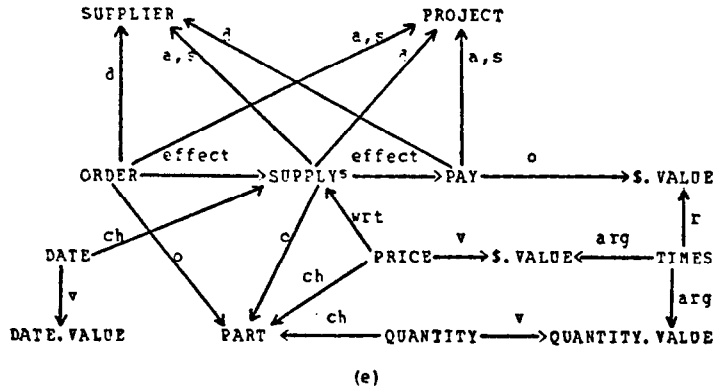 SUPPLIER PROJECT
a a,s
a,s
a,s a
a
effect effect o
ORDER SUPPLY s PAY $.VALUE
ch o c wrt r
DATE PRICE v $.VALUE arg TIMES
v ch arg
ch v
DATE.VALUE PART QUANTITY QUANTITY.VALUE
(e)